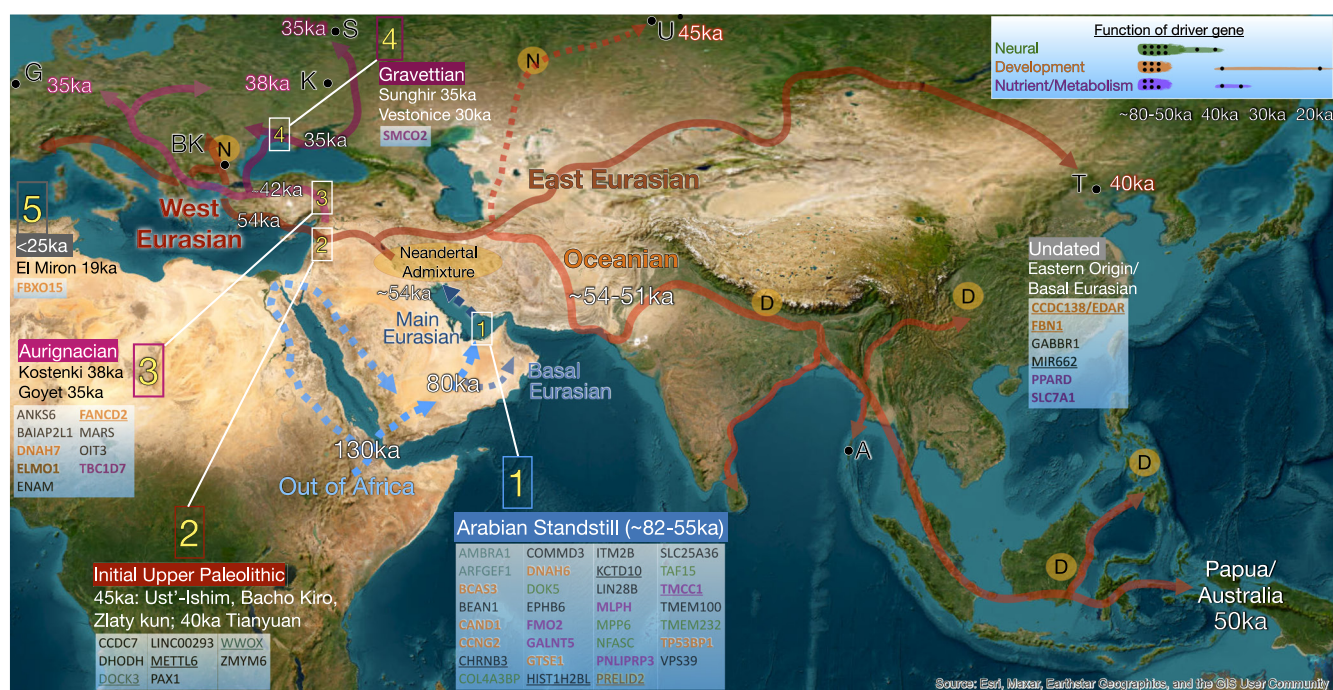 35ka
S
4
Gravettian
Sunghir 35ka
Vestonice 30ka
SMCO2
G
35ka
38ka
K
4
35ka
BK
N
N
U
45ka
Function of driver gene
Neural
Development
Nutrient/Metabolism
~80-50ka 40ka 30ka 20ka
~42ka
3
54ka
2
West
Eurasian
East Eurasian
T
40ka
5
<25ka
El Miron 19ka
FBXO15
Neandertal
Admixture
~54ka
Main
Eurasian
1
Oceanian
~54-51ka
D
D
Undated
Eastern Origin/
Basal Eurasian
CCDC138/EDAR
FBN1
GABBR1
MIR662
PPARD
SLC7A1
Aurignacian
Kostenki 38ka
Goyet 35ka
3
ANKS6 FANCD2
BAIAP2L1 MARS
DNAH7 OIT3
ELMO1 TBC1D7
ENAM
80ka
Basal
Eurasian
130ka
Out of Africa
A
D
D
Papua/
Australia
50ka
2
Initial Upper Paleolithic
45ka: Ust'-Ishim, Bacho Kiro,
Zlaty kun; 40ka Tianyuan
CCDC7 LINC00293 WWOX
DHODH METTL6 ZMYM6
DOCK3 PAX1
1
Arabian Standstill (~82-55ka)
AMBRA1 COMMD3 ITM2B SLC25A36
ARFGEF1 DNAH6 KCTD10 TAF15
BCAS3 DOK5 LIN28B TMCC1
BEAN1 EPHB6 MLPH TMEM100
CAND1 FMO2 MPP6 TMEM232
CCNG2 GALNT5 NFASC TP53BP1
CHRNB3 GTSE1 PNLIPRP3 VPS39
COL4A3BP HIST1H2BL PRELID2
Source: Esri, Maxar, Earthstar Geographics, and the GIS User Community